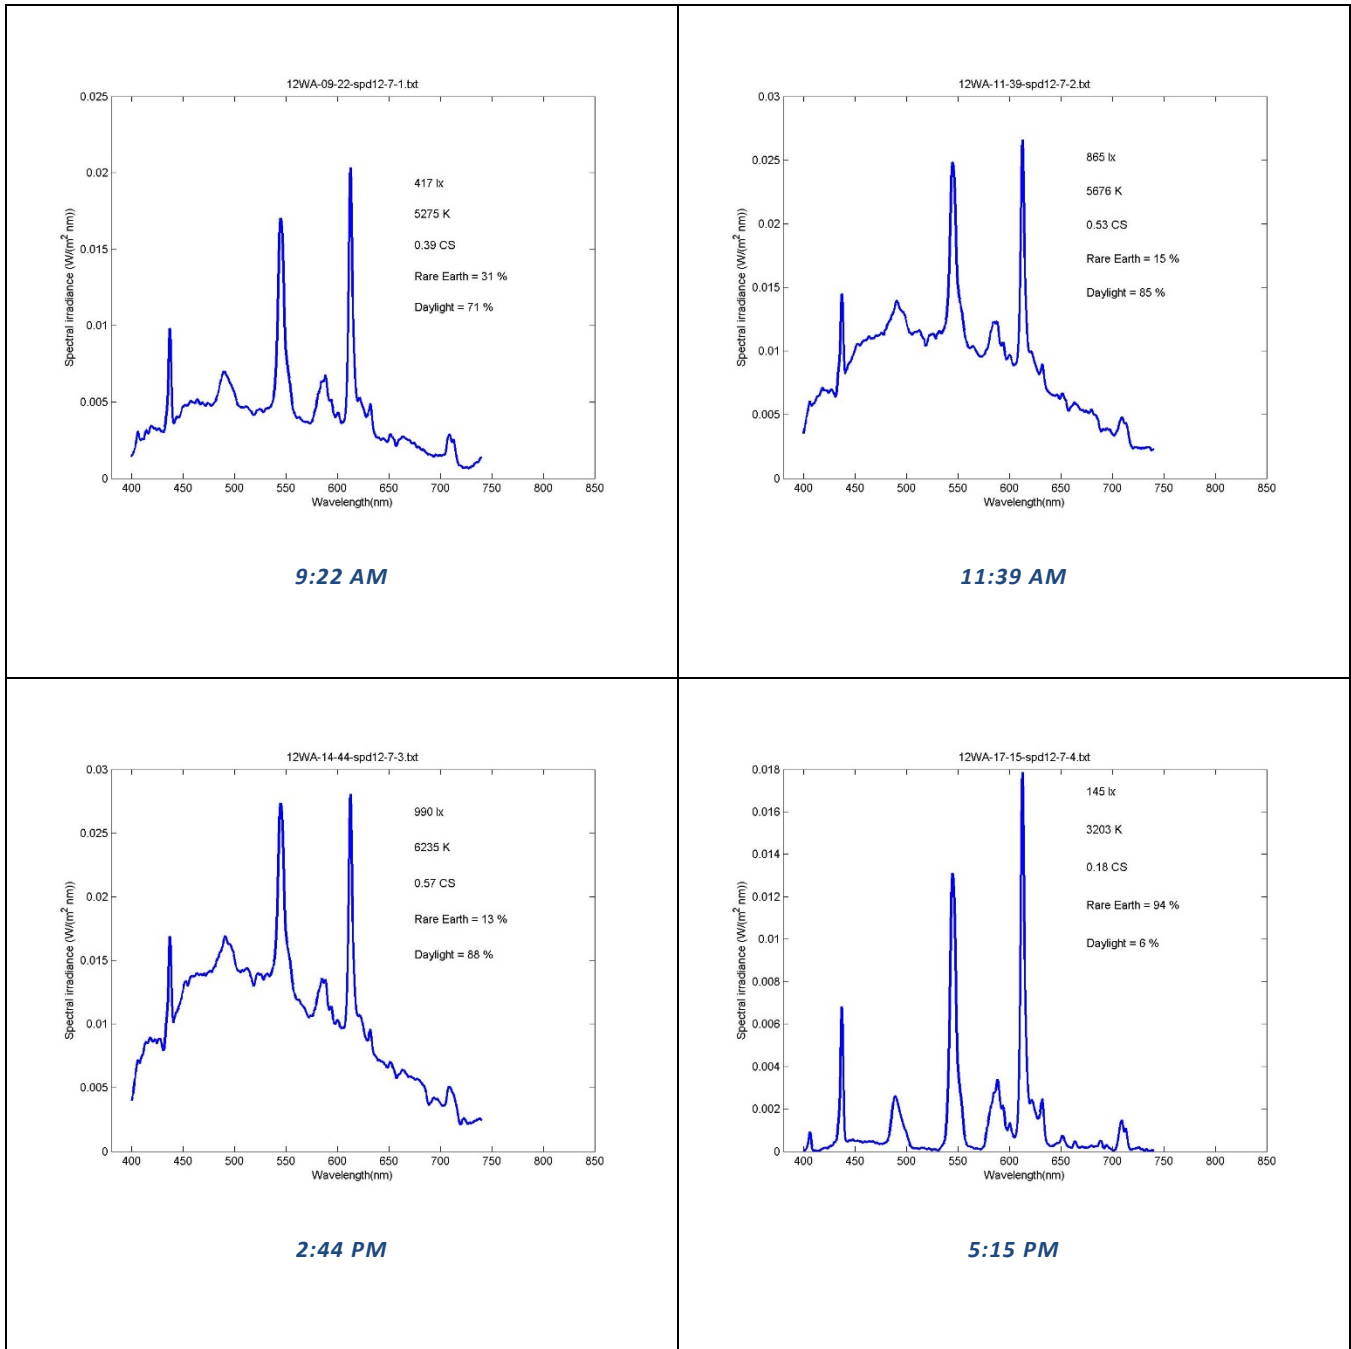 12WA-09-22-spd12-7-1.txt
0.025
0.02
0.015
0.01
0.005
0
Spectral irradiance (W/(m² nm))
417 lx
5275 K
0.39 CS
Rare Earth = 31 %
Daylight = 71 %
400 450 500 550 600 650 700 750 800 850
Wavelength(nm)
9:22 AM
12WA-11-39-spd12-7-2.txt
0.03
0.025
0.02
0.015
0.01
0.005
0
Spectral irradiance (W/(m² nm))
865 lx
5676 K
0.53 CS
Rare Earth = 15 %
Daylight = 85 %
400 450 500 550 600 650 700 750 800 850
Wavelength(nm)
11:39 AM
12WA-14-44-spd12-7-3.txt
0.03
0.025
0.02
0.015
0.01
0.005
0
Spectral irradiance (W/(m² nm))
990 lx
6235 K
0.57 CS
Rare Earth = 13 %
Daylight = 88 %
400 450 500 550 600 650 700 750 800 850
Wavelength(nm)
2:44 PM
12WA-17-15-spd12-7-4.txt
0.018
0.016
0.014
0.012
0.01
0.008
0.006
0.004
0.002
0
Spectral irradiance (W/(m² nm))
145 lx
3203 K
0.18 CS
Rare Earth = 94 %
Daylight = 6 %
400 450 500 550 600 650 700 750 800 850
Wavelength(nm)
5:15 PM